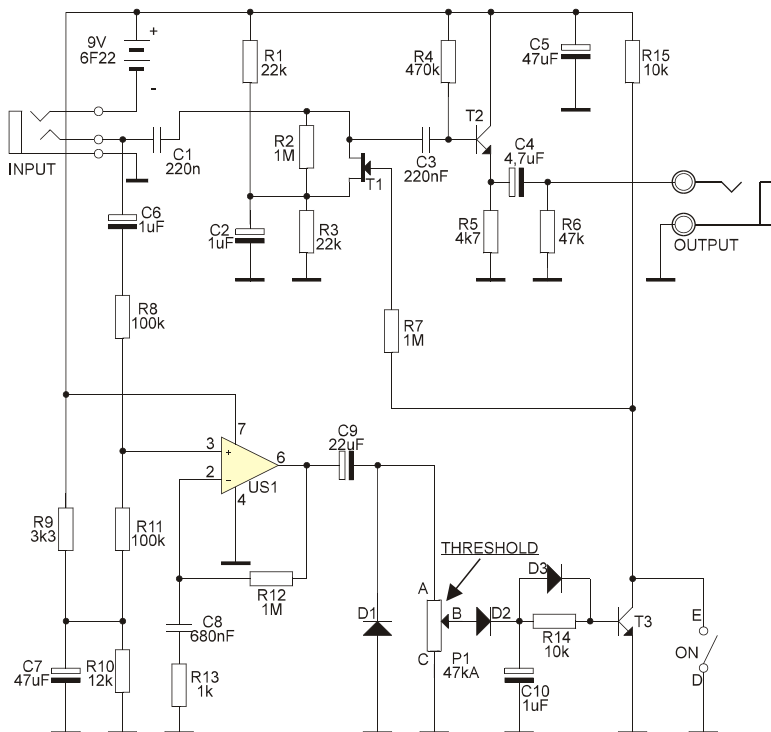 9V
6F22
+
-
INPUT
C1
220n
R1
22k
R2
1M
C2
1uF
R3
22k
T1
R4
470k
C3
220nF
T2
C5
47uF
R15
10k
C4
4,7uF
R5
4k7
R6
47k
OUTPUT
C6
1uF
R8
100k
R7
1M
3
+
2
-
7
4
6
US1
C9
22uF
R9
3k3
R11
100k
R12
1M
THRESHOLD
A
B
C
P1
47kA
D1
D2
D3
R14
10k
T3
E
ON
D
C7
47uF
R10
12k
C8
680nF
R13
1k
C10
1uF